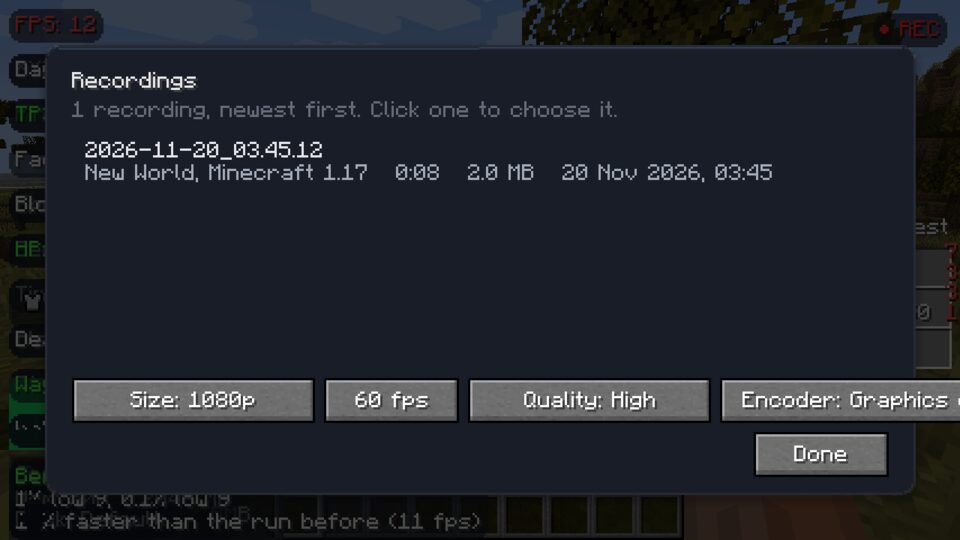 FPS: 12
REC
Recordings
1 recording, newest first. Click one to choose it.
2026-11-20_03.45.12
New World, Minecraft 1.17 0:08 2.0 MB 20 Nov 2026, 03:45
Size: 1080p
60 fps
Quality: High
Encoder: Graphics
Done
faster than the run before (11 fps)